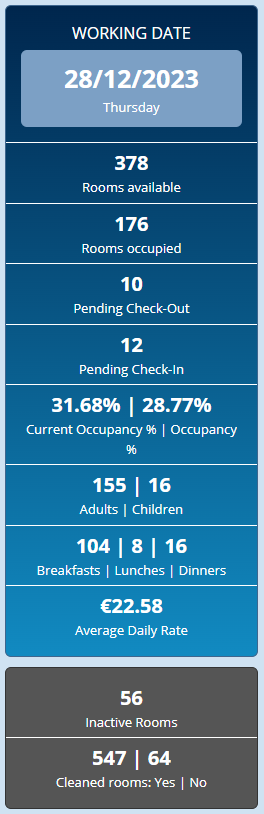 WORKING DATE
28/12/2023
Thursday
378
Rooms available
176
Rooms occupied
10
Pending Check-Out
12
Pending Check-In
31.68% | 28.77%
Current Occupancy % | Occupancy
%
155 | 16
Adults | Children
104 | 8 | 16
Breakfasts | Lunches | Dinners
€22.58
Average Daily Rate
56
Inactive Rooms
547 | 64
Cleaned rooms: Yes | No